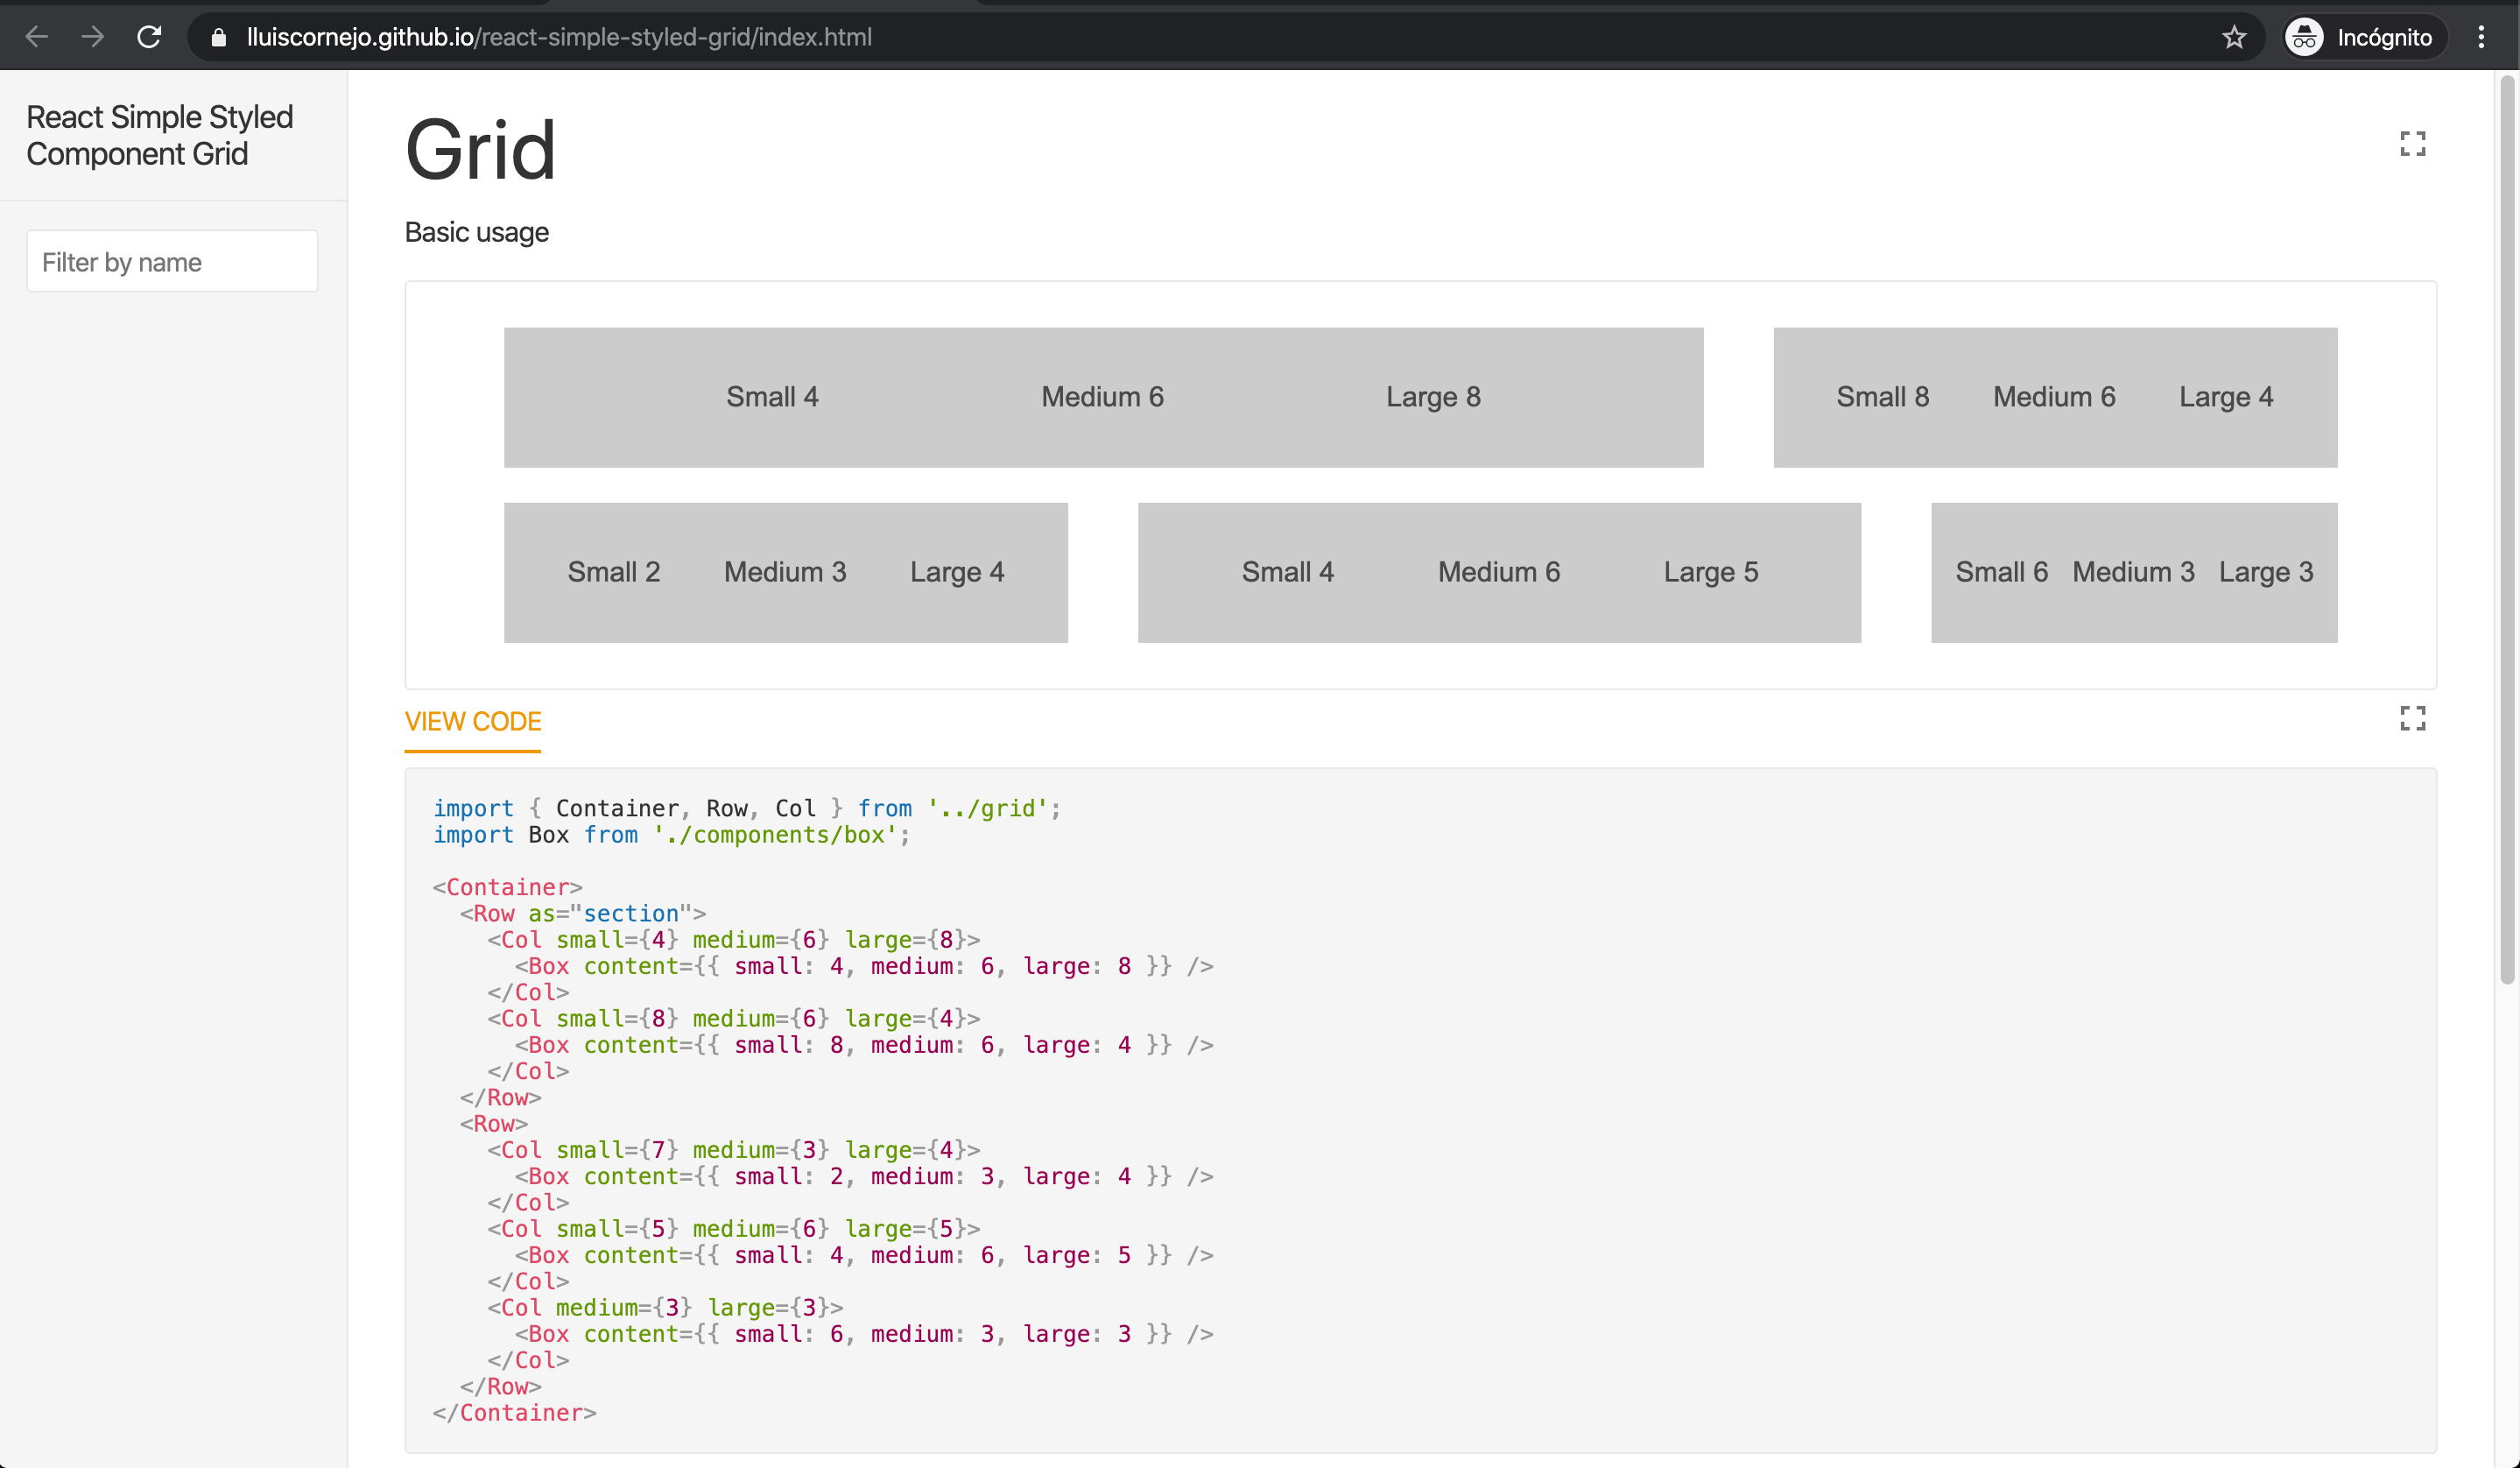 lluiscornejo.github.io/react-simple-styled-grid/index.html
Incógnito
React Simple Styled
Component Grid
Filter by name
Grid
Basic usage
Small 4 Medium 6 Large 8 Small 8 Medium 6 Large 4
Small 2 Medium 3 Large 4 Small 4 Medium 6 Large 5 Small 6 Medium 3 Large 3
VIEW CODE
import { Container, Row, Col } from '../grid';
import Box from './components/box';
<Container>
  <Row as="section">
    <Col small={4} medium={6} large={8}>
      <Box content={{ small: 4, medium: 6, large: 8 }} />
    </Col>
    <Col small={8} medium={6} large={4}>
      <Box content={{ small: 8, medium: 6, large: 4 }} />
    </Col>
  </Row>
  <Row>
    <Col small={7} medium={3} large={4}>
      <Box content={{ small: 2, medium: 3, large: 4 }} />
    </Col>
    <Col small={5} medium={6} large={5}>
      <Box content={{ small: 4, medium: 6, large: 5 }} />
    </Col>
    <Col medium={3} large={3}>
      <Box content={{ small: 6, medium: 3, large: 3 }} />
    </Col>
  </Row>
</Container>